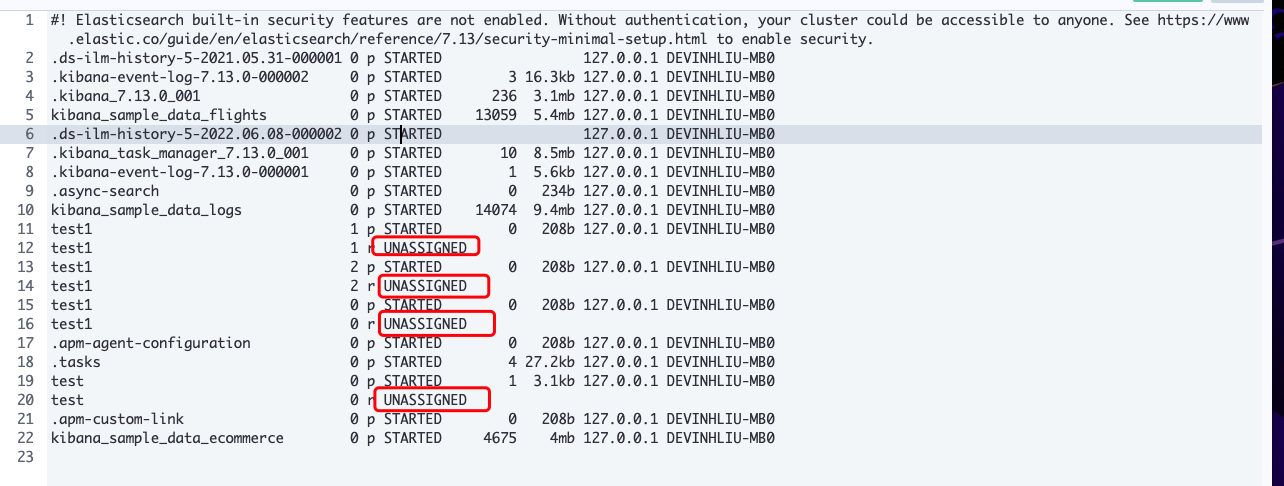 1 #! Elasticsearch built-in security features are not enabled. Without authentication, your cluster could be accessible to anyone. See https://www
.elastic.co/guide/en/elasticsearch/reference/7.13/security-minimal-setup.html to enable security.
2 .ds-ilm-history-5-2021.05.31-000001 0 p STARTED 127.0.0.1 DEVINHLIU-MB0
3 .kibana-event-log-7.13.0-000002 0 p STARTED 3 16.3kb 127.0.0.1 DEVINHLIU-MB0
4 .kibana_7.13.0_001 0 p STARTED 236 3.1mb 127.0.0.1 DEVINHLIU-MB0
5 kibana_sample_data_flights 0 p STARTED 13059 5.4mb 127.0.0.1 DEVINHLIU-MB0
6 .ds-ilm-history-5-2022.06.08-000002 0 p STARTED 127.0.0.1 DEVINHLIU-MB0
7 .kibana_task_manager_7.13.0_001 0 p STARTED 10 8.5mb 127.0.0.1 DEVINHLIU-MB0
8 .kibana-event-log-7.13.0-000001 0 p STARTED 1 5.6kb 127.0.0.1 DEVINHLIU-MB0
9 .async-search 0 p STARTED 0 234b 127.0.0.1 DEVINHLIU-MB0
10 kibana_sample_data_logs 0 p STARTED 14074 9.4mb 127.0.0.1 DEVINHLIU-MB0
11 test1 1 p STARTED 0 208b 127.0.0.1 DEVINHLIU-MB0
12 test1 1 r UNASSIGNED
13 test1 2 p STARTED 0 208b 127.0.0.1 DEVINHLIU-MB0
14 test1 2 r UNASSIGNED
15 test1 0 p STARTED 0 208b 127.0.0.1 DEVINHLIU-MB0
16 test1 0 r UNASSIGNED
17 .apm-agent-configuration 0 p STARTED 0 208b 127.0.0.1 DEVINHLIU-MB0
18 .tasks 0 p STARTED 4 27.2kb 127.0.0.1 DEVINHLIU-MB0
19 test 0 p STARTED 1 3.1kb 127.0.0.1 DEVINHLIU-MB0
20 test 0 r UNASSIGNED
21 .apm-custom-link 0 p STARTED 0 208b 127.0.0.1 DEVINHLIU-MB0
22 kibana_sample_data_ecommerce 0 p STARTED 4675 4mb 127.0.0.1 DEVINHLIU-MB0
23